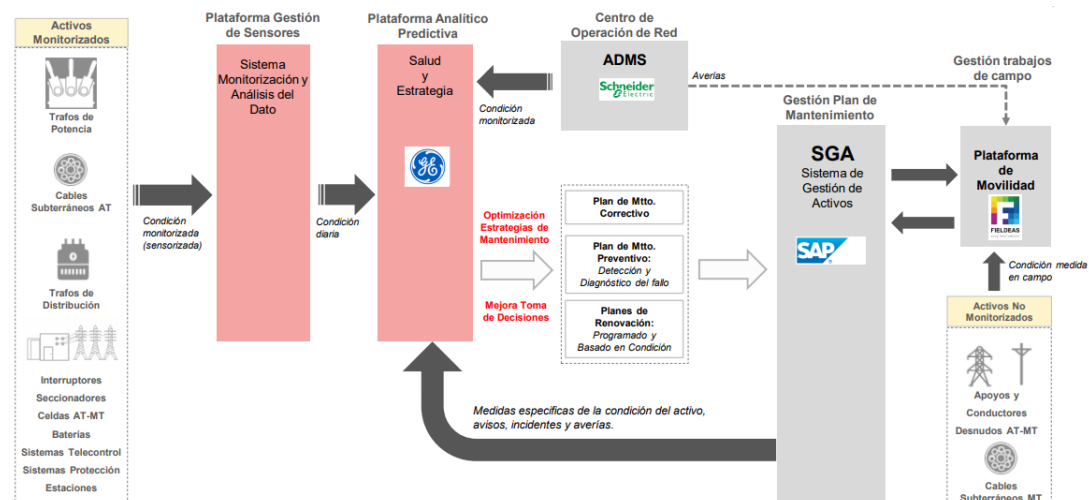 Activos
Monitorizados
Trafos de
Potencia
Cables
Subterráneos AT
Trafos de
Distribución
Interruptores
Seccionadores
Celdas AT-MT
Baterías
Sistemas Telecontrol
Sistemas Protección
Estaciones
Condición
monitorizada
(sensorizada)
Plataforma Gestión
de Sensores
Sistema
Monitorización y
Análisis del
Dato
Condición
diaria
Plataforma Analítico
Predictiva
Salud
y
Estrategia
GE
Condición
monitorizada
Centro de
Operación de Red
ADMS
Schneider
Electric
Averías
Optimización
Estrategias de
Mantenimiento
Mejora Toma
de Decisiones
Plan de Mtto.
Correctivo
Plan de Mtto.
Preventivo:
Detección y
Diagnóstico del fallo
Planes de
Renovación:
Programado y
Basado en Condición
Medidas específicas de la condición del activo,
avisos, incidentes y averías.
Gestión Plan de
Mantenimiento
SGA
Sistema de
Gestión de
Activos
SAP
Gestión trabajos
de campo
Plataforma
de
Movilidad
FIELDEAS
Condición medida
en campo
Activos No
Monitorizados
Apoyos y
Conductores
Desnudos AT-MT
Cables
Subterráneos MT